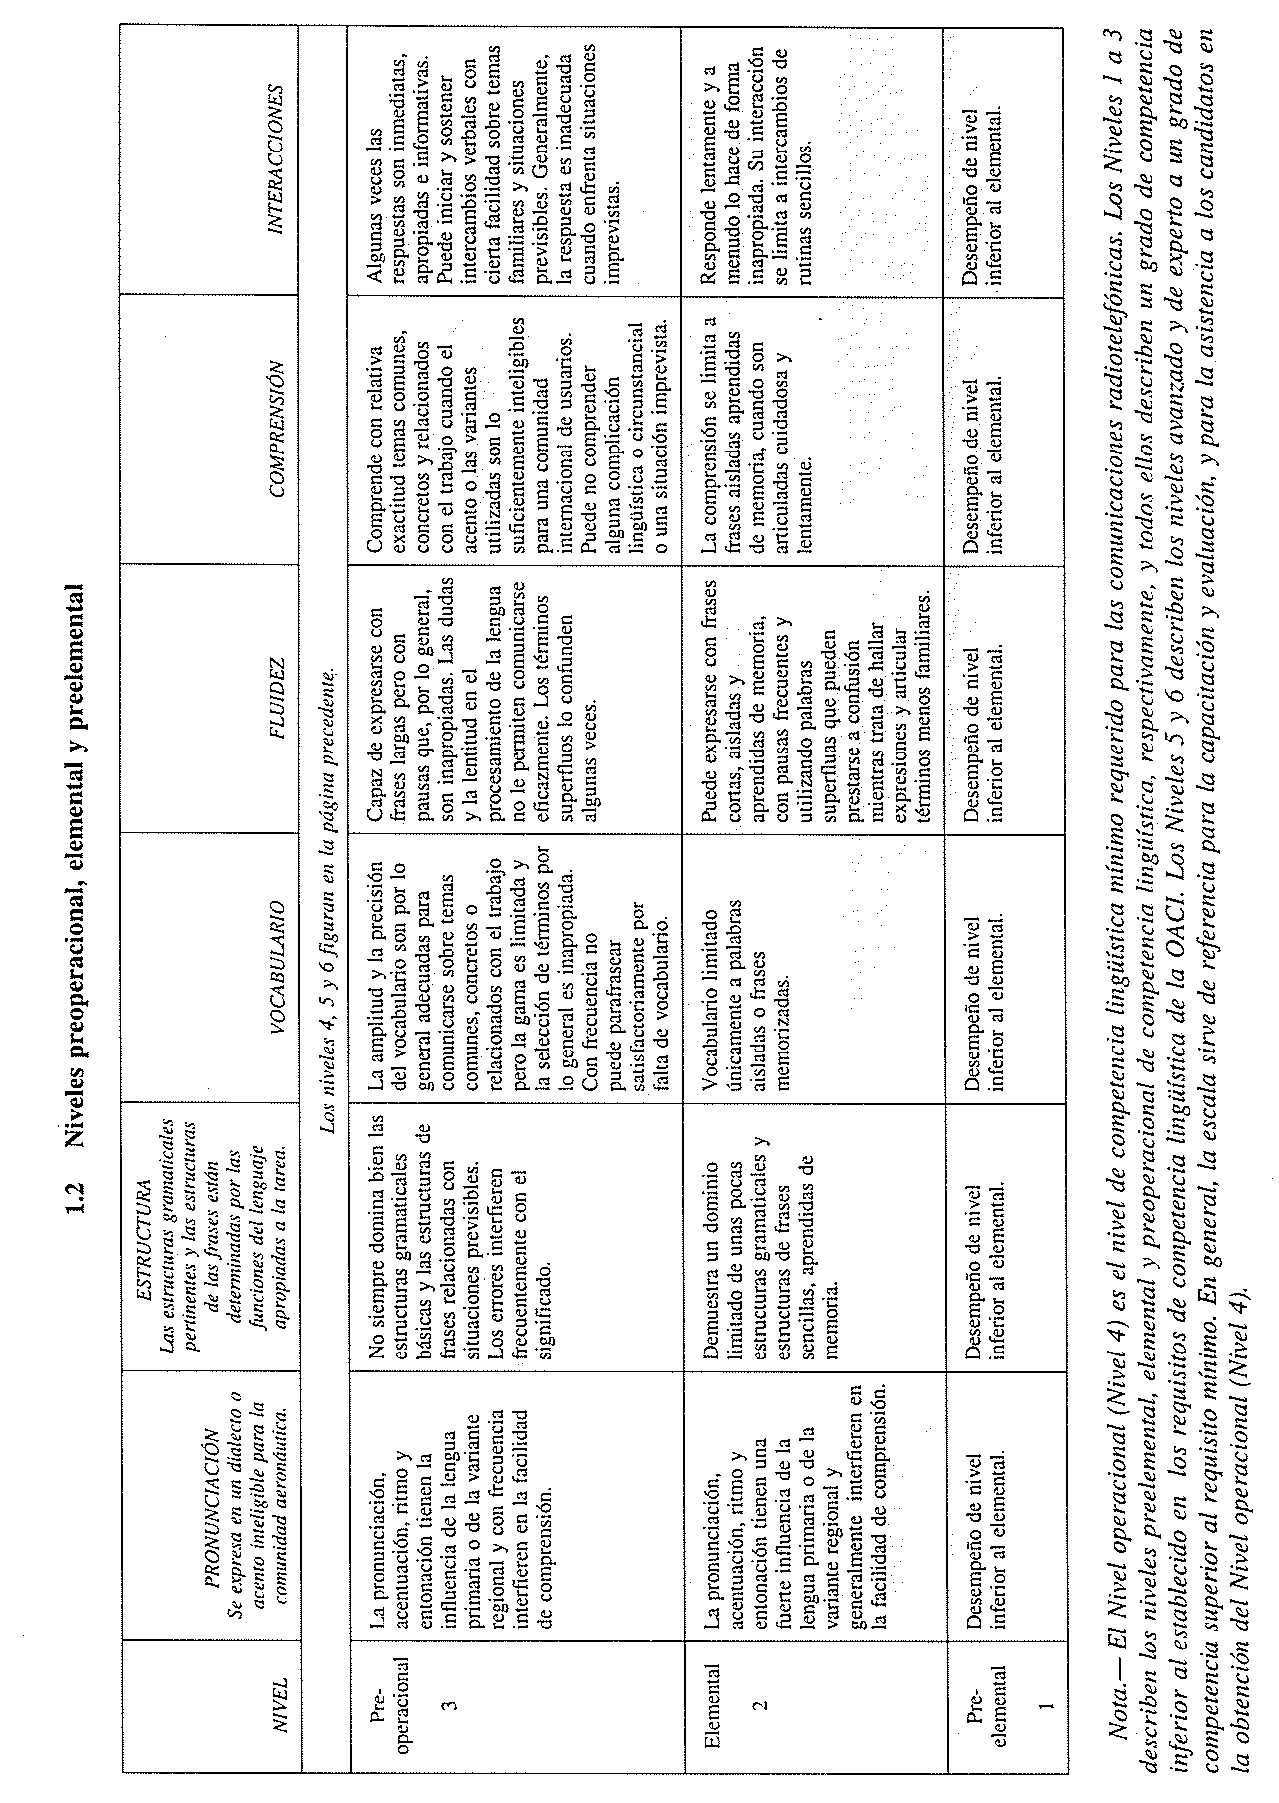 1.2 Niveles preoperacional, elemental y preelemental
NIVEL
PRONUNCIACIÓN
Se expresa en un dialecto o
acento inteligible para la
comunidad aeronáutica.
ESTRUCTURA
Las estructuras gramaticales
pertinentes y las estructuras
de las frases están
determinadas por las
funciones del lenguaje
apropiadas a la tarea.
VOCABULARIO
FLUIDEZ
COMPRENSIÓN
INTERACCIONES
Los niveles 4, 5 y 6 figuran en la página precedente.
Pre-
operacional
3
La pronunciación,
acentuación, ritmo y
entonación tienen la
influencia de la lengua
primaria o de la variante
regional y con frecuencia
interfieren en la facilidad
de comprensión.
No siempre domina bien las
estructuras gramaticales
básicas y las estructuras de
frases relacionadas con
situaciones previsibles.
Los errores interfieren
frecuentemente con el
significado.
La amplitud y la precisión
del vocabulario son por lo
general adecuadas para
comunicarse sobre temas
comunes, concretos o
relacionados con el trabajo
pero la gama es limitada y
la selección de términos por
lo general es inapropiada.
Con frecuencia no
puede parafrasear
satisfactoriamente por
falta de vocabulario.
Capaz de expresarse con
frases largas pero con
pausas que, por lo general,
son inapropiadas. Las dudas
y la lentitud en el
procesamiento de la lengua
no le permiten comunicarse
eficazmente. Los términos
superfluos lo confunden
algunas veces.
Comprende con relativa
exactitud temas comunes,
concretos y relacionados
con el trabajo cuando el
acento o las variantes
utilizadas son lo
suficientemente inteligibles
para una comunidad
internacional de usuarios.
Puede no comprender
alguna complicación
lingüística o circunstancial
o una situación imprevista.
Algunas veces las
respuestas son inmediatas,
apropiadas e informativas.
Puede iniciar y sostener
intercambios verbales con
cierta facilidad sobre temas
familiares y situaciones
previsibles. Generalmente,
la respuesta es inadecuada
cuando enfrenta situaciones
imprevistas.
Elemental
2
La pronunciación,
acentuación, ritmo y
entonación tienen una
fuerte influencia de la
lengua primaria o de la
variante regional y
generalmente interfieren en
la facilidad de comprensión.
Demuestra un dominio
limitado de unas pocas
estructuras gramaticales y
estructuras de frases
sencillas, aprendidas de
memoria.
Vocabulario limitado
únicamente a palabras
aisladas o frases
memorizadas.
Puede expresarse con frases
cortas, aisladas y
aprendidas de memoria,
con pausas frecuentes y
utilizando palabras
superfluas que pueden
prestarse a confusión
mientras trata de hallar
expresiones y articular
términos menos familiares.
La comprensión se limita a
frases aisladas aprendidas
de memoria, cuando son
articuladas cuidadosa y
lentamente.
Responde lentamente y a
menudo lo hace de forma
inapropiada. Su interacción
se limita a intercambios de
rutinas sencillos.
Pre-
elemental
1
Desempeño de nivel
inferior al elemental.
Desempeño de nivel
inferior al elemental.
Desempeño de nivel
inferior al elemental.
Desempeño de nivel
inferior al elemental.
Desempeño de nivel
inferior al elemental.
Desempeño de nivel
inferior al elemental.
Nota.— El Nivel operacional (Nivel 4) es el nivel de competencia lingüística mínimo requerido para las comunicaciones radiotelefónicas. Los Niveles 1 a 3
describen los niveles preelemental, elemental y preoperacional de competencia lingüística, respectivamente, y todos ellos describen un grado de competencia
inferior al establecido en los requisitos de competencia lingüística de la OACI. Los Niveles 5 y 6 describen los niveles avanzado y de experto a un grado de
competencia superior al requisito mínimo. En general, la escala sirve de referencia para la capacitación y evaluación, y para la asistencia a los candidatos en
la obtención del Nivel operacional (Nivel 4).